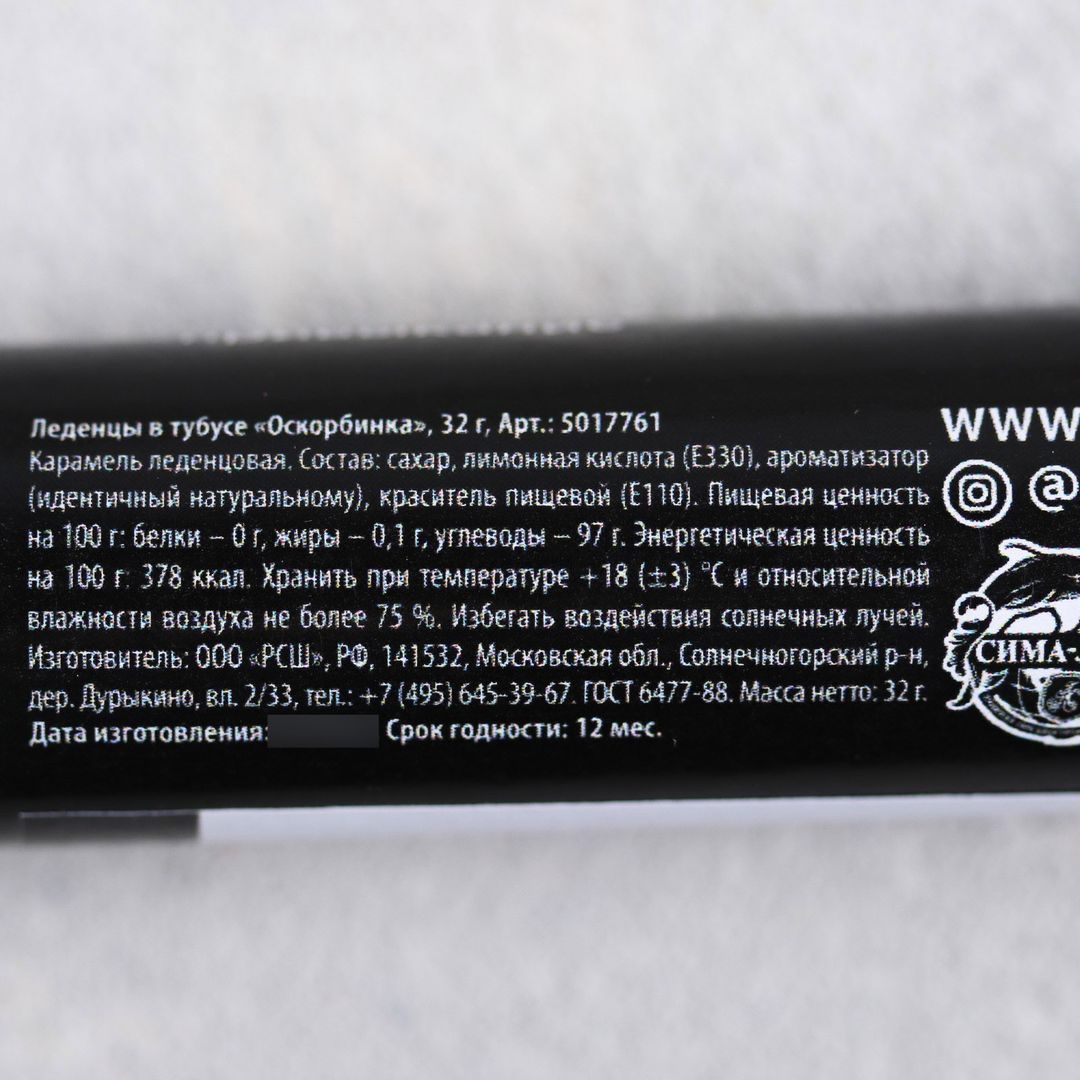 Леденцы в тубусе «Оскорбинка», 32 г, Арт.: 5017761
Карамель леденцовая. Состав: сахар, лимонная кислота (Е330), ароматизатор
(идентичный натуральному), краситель пищевой (Е110). Пищевая ценность
на 100 г: белки – 0 г, жиры – 0,1 г, углеводы – 97 г. Энергетическая ценность
на 100 г: 378 ккал. Хранить при температуре +18 (±3) °С и относительной
влажности воздуха не более 75 %. Избегать воздействия солнечных лучей.
Изготовитель: ООО «РСШ», РФ, 141532, Московская обл., Солнечногорский р-н,
дер. Дурыкино, вл. 2/33, тел.: +7 (495) 645-39-67. ГОСТ 6477-88. Масса нетто: 32 г.
Дата изготовления: Срок годности: 12 мес.
WWW
@
СИМА-